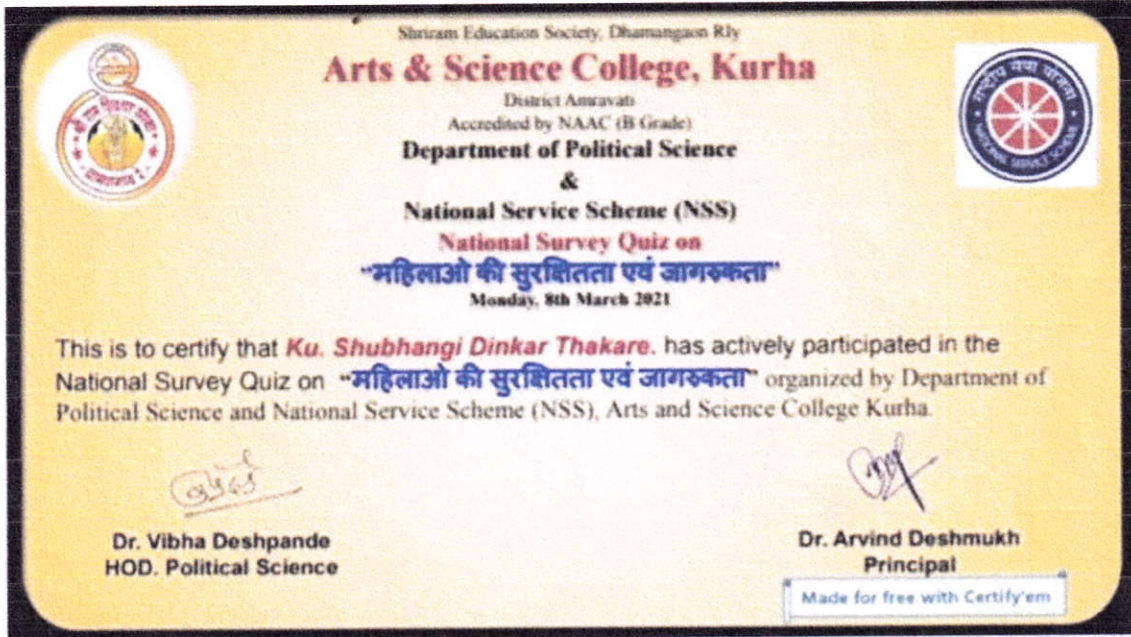 Shriram Education Society, Dhamangaon Rly
Arts & Science College, Kurha
District Amravati
Accredited by NAAC (B Grade)
Department of Political Science
&
National Service Scheme (NSS)
National Survey Quiz on
"महिलाओ की सुरक्षितता एवं जागरुकता"
Monday, 8th March 2021
राष्ट्रीय सेवा योजना
NATIONAL SERVICE SCHEME
This is to certify that Ku. Shubhangi Dinkar Thakare. has actively participated in the
National Survey Quiz on "महिलाओ की सुरक्षितता एवं जागरुकता" organized by Department of
Political Science and National Service Scheme (NSS), Arts and Science College Kurha.
Dr. Vibha Deshpande
HOD. Political Science
Dr. Arvind Deshmukh
Principal
Made for free with Certify'em